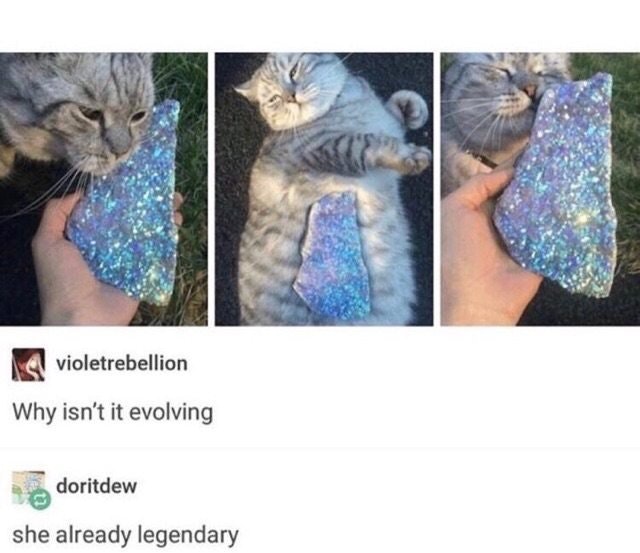 violetrebellion
Why isn't it evolving
doritdew
she already legendary